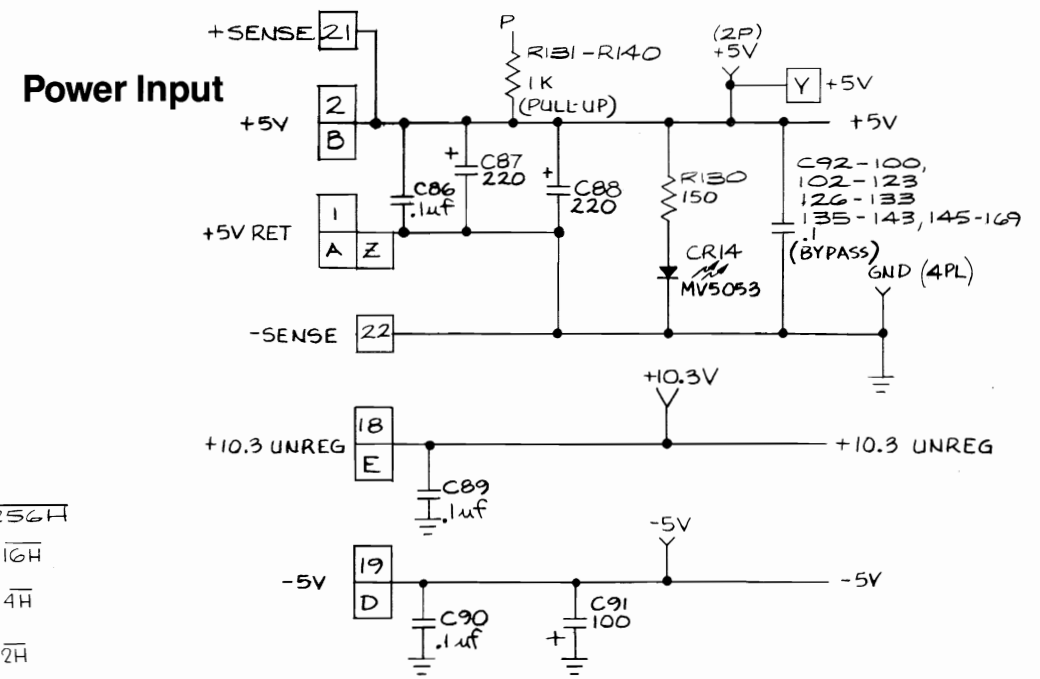 +SENSE 21
P
R131-R140
1K
(PULL-UP)
(2P)
+5V
Y +5V
Power Input
+5V 2
B
+5V
C86
.1uf
+ C87
220
+ C88
220
R130
150
CR14
MV5053
C92-100,
102-123
126-133
135-143, 145-169
.1
(BYPASS)
GND (4PL)
+5V RET 1
A Z
-SENSE 22
+10.3V
+10.3 UNREG 18
E
+10.3 UNREG
C89
.1uf
256H
16H
4H
2H
-5V
-5V 19
D
-5V
C90
.1uf
C91
100
+